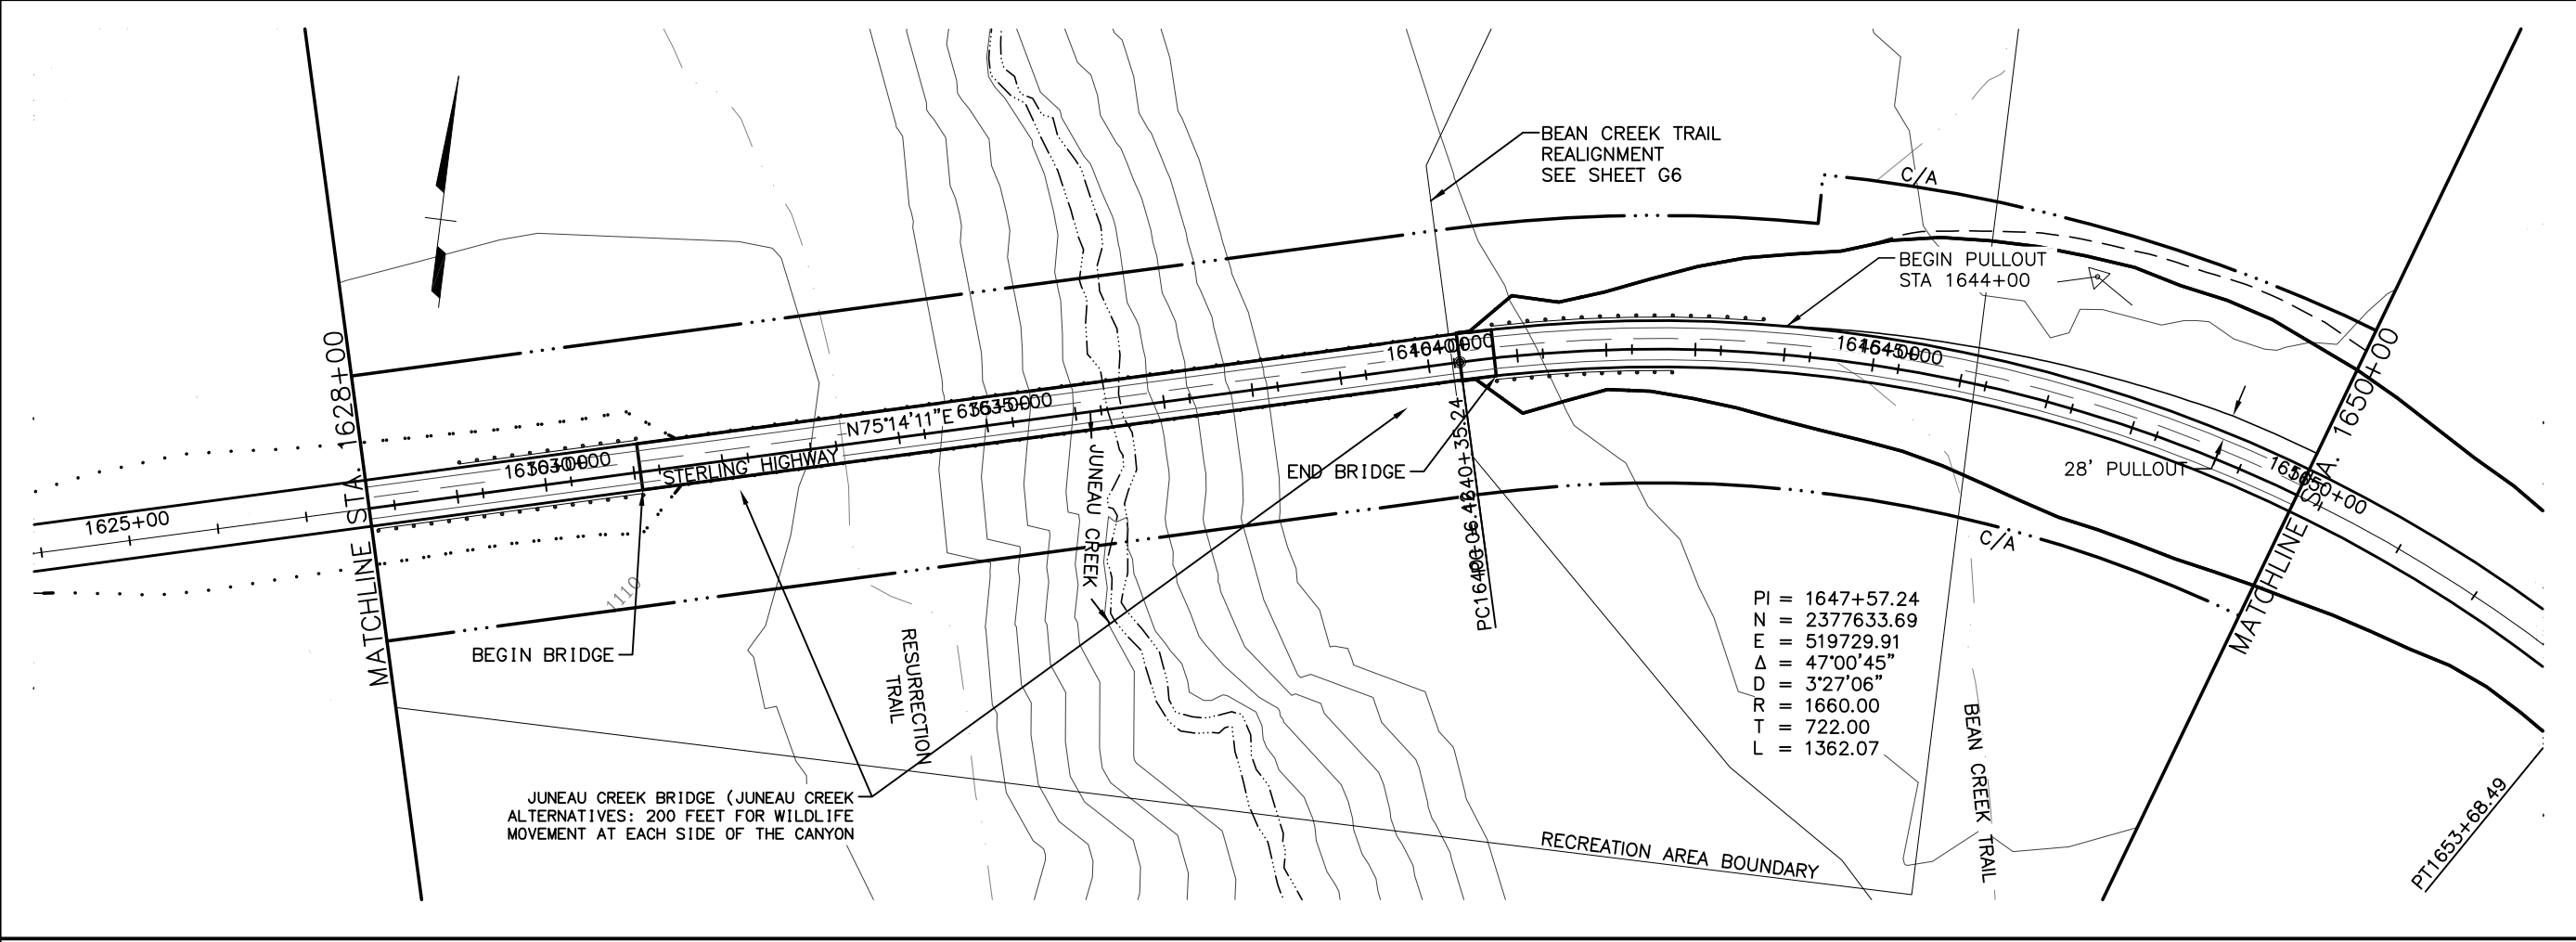 BEAN CREEK TRAIL
REALIGNMENT
SEE SHEET G6
C/A
BEGIN PULLOUT
STA 1644+00
MATCHLINE STA. 1628+00
N75°14'11"E
STERLING HIGHWAY
1625+00
JUNEAU CREEK
END BRIDGE
28' PULLOUT
MATCHLINE STA. 1650+00
C/A
1110
BEGIN BRIDGE
RESURRECTION
TRAIL
PI = 1647+57.24
N = 2377633.69
E = 519729.91
Δ = 47°00'45"
D = 3°27'06"
R = 1660.00
T = 722.00
L = 1362.07
BEAN CREEK TRAIL
JUNEAU CREEK BRIDGE (JUNEAU CREEK
ALTERNATIVES: 200 FEET FOR WILDLIFE
MOVEMENT AT EACH SIDE OF THE CANYON
RECREATION AREA BOUNDARY
PT1653+68.49